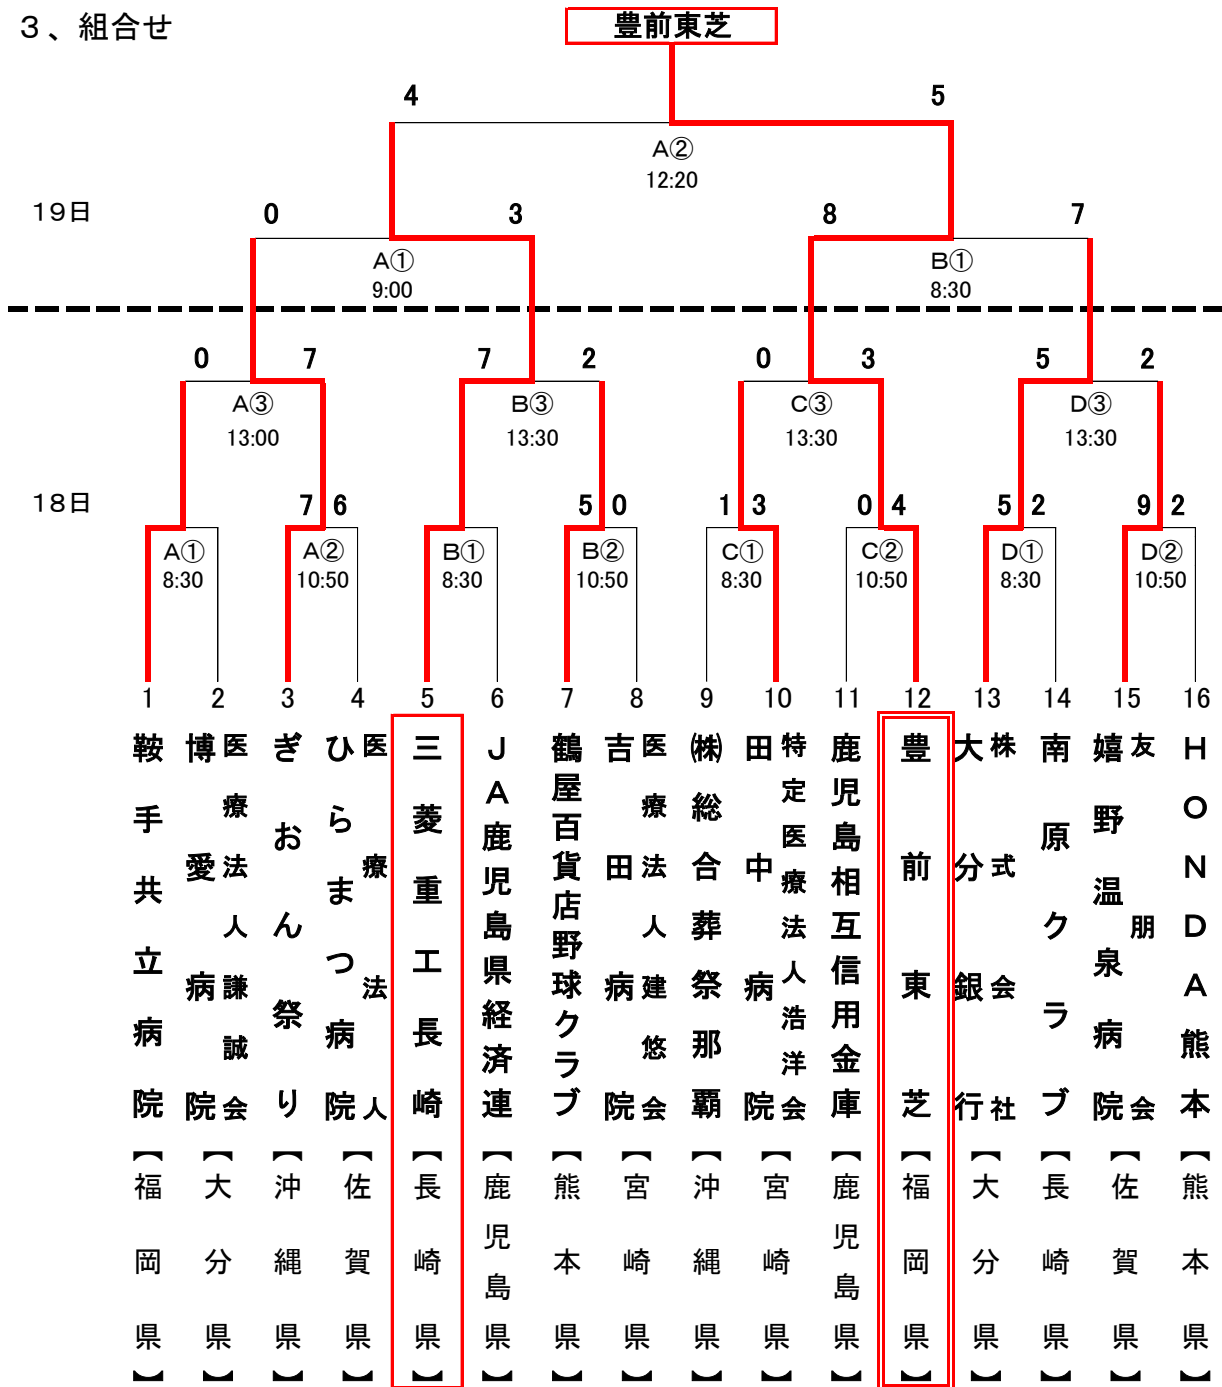 3、組合せ
豊前東芝
4 5
A②
12:20
19日
0 3 8 7
A① B①
9:00 8:30
0 7 7 2 0 3 5 2
A③ B③ C③ D③
13:00 13:30 13:30 13:30
18日
7 6 5 0 1 3 0 4 5 2 9 2
A① A② B① B② C① C② D① D②
8:30 10:50 8:30 10:50 8:30 10:50 8:30 10:50
1 2 3 4 5 6 7 8 9 10 11 12 13 14 15 16
鞍手共立病院
【福岡県】
医療法人謙誠会
博愛病院
【大分県】
ぎおん祭り
【沖縄県】
医療法人
ひらまつ病院
【佐賀県】
三菱重工長崎
【長崎県】
JA鹿児島県経済連
【鹿児島県】
鶴屋百貨店野球クラブ
【熊本県】
医療法人建悠会
吉田病院
【宮崎県】
㈱総合葬祭那覇
【沖縄県】
特定医療法人浩洋会
田中病院
【宮崎県】
鹿児島相互信用金庫
【鹿児島県】
豊前東芝
【福岡県】
株式会社
大分銀行
【大分県】
南原クラブ
【長崎県】
友朋会
嬉野温泉病院
【佐賀県】
HONDA熊本
【熊本県】